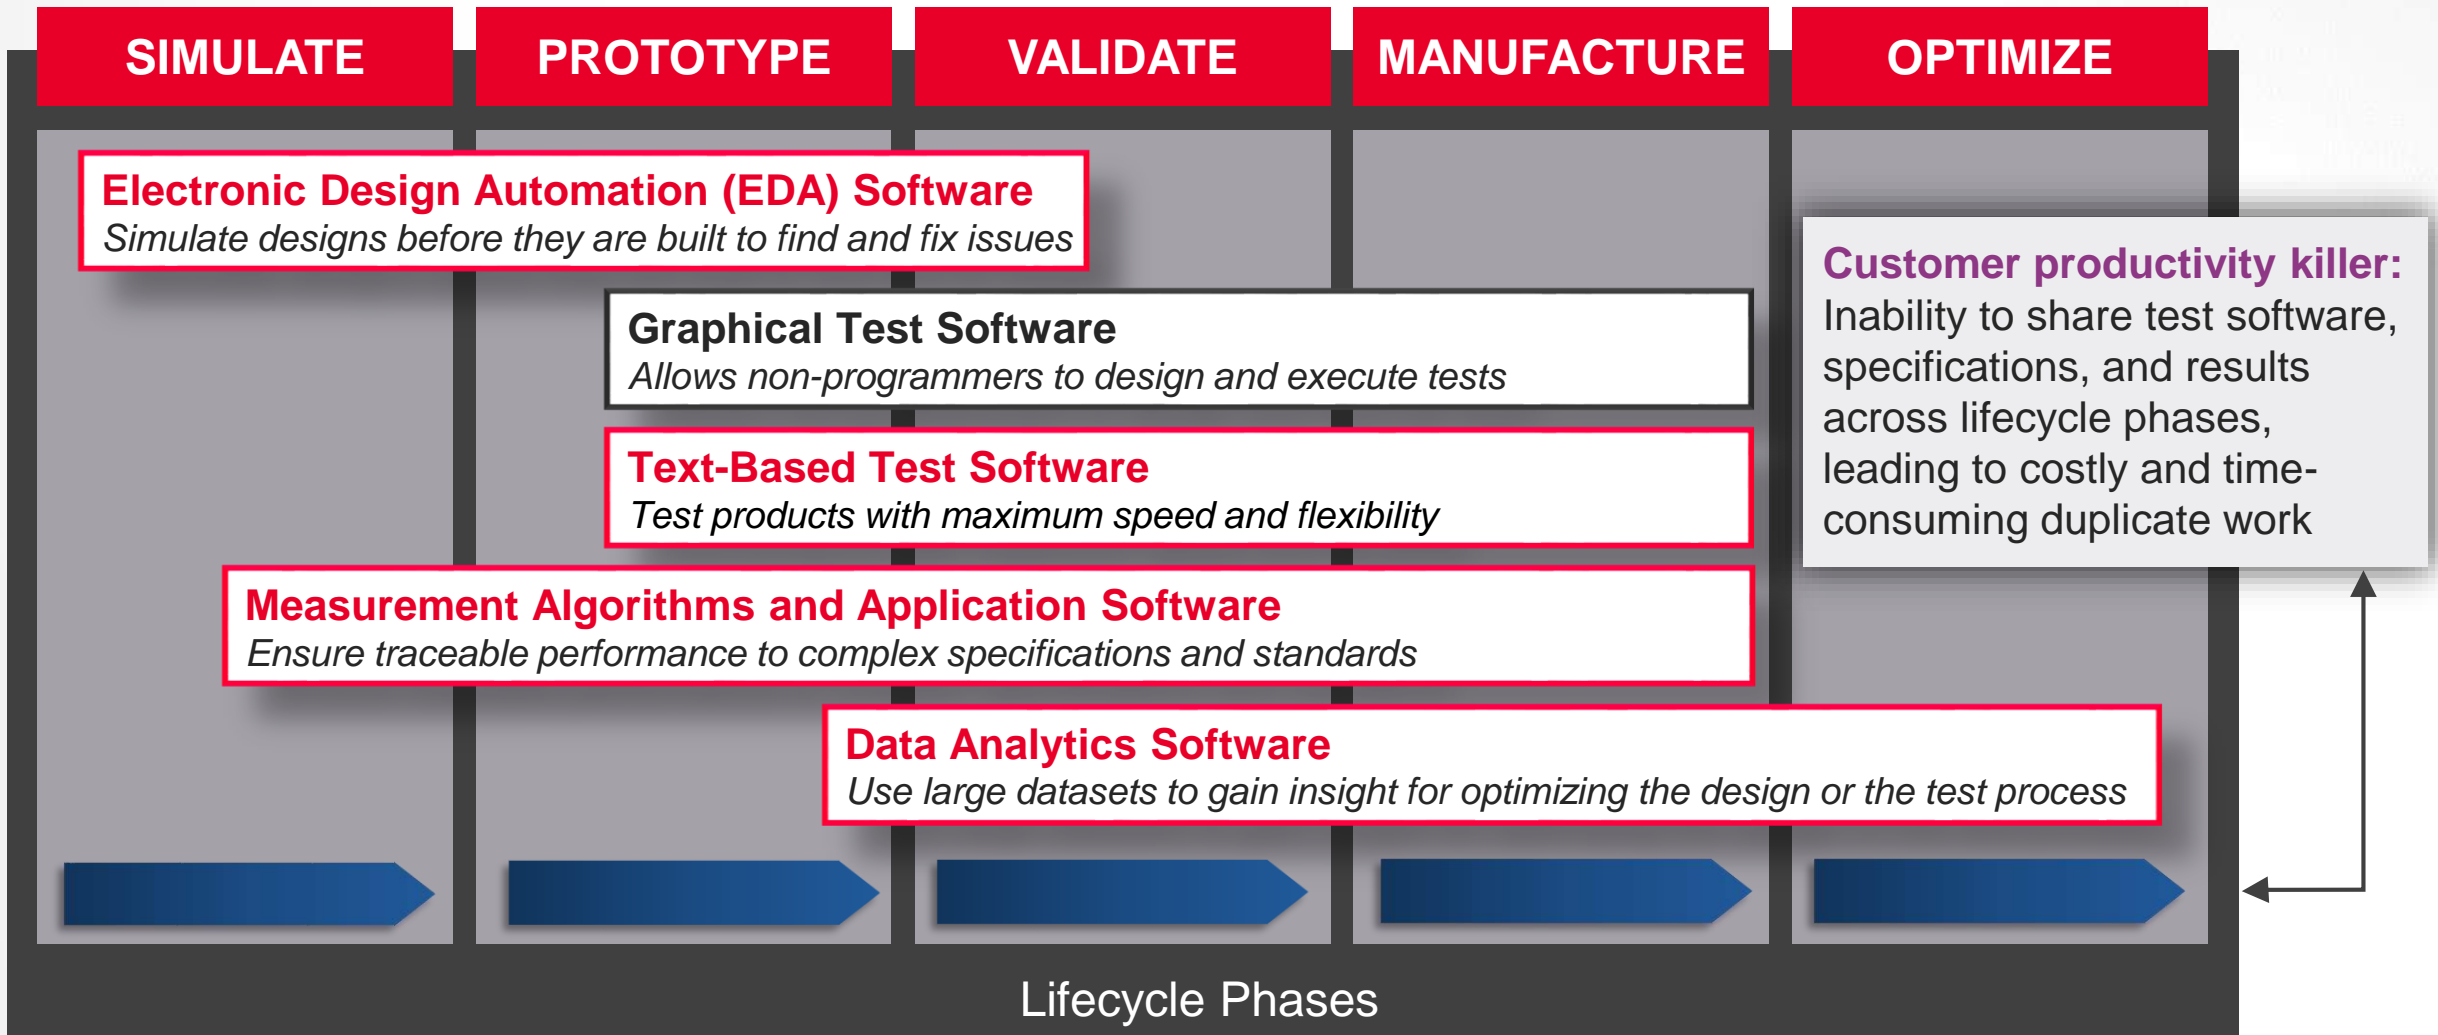 SIMULATE
PROTOTYPE
VALIDATE
MANUFACTURE
OPTIMIZE
Electronic Design Automation (EDA) Software
Simulate designs before they are built to find and fix issues
Graphical Test Software
Allows non-programmers to design and execute tests
Text-Based Test Software
Test products with maximum speed and flexibility
Measurement Algorithms and Application Software
Ensure traceable performance to complex specifications and standards
Data Analytics Software
Use large datasets to gain insight for optimizing the design or the test process
Customer productivity killer:
Inability to share test software,
specifications, and results
across lifecycle phases,
leading to costly and time-
consuming duplicate work
Lifecycle Phases